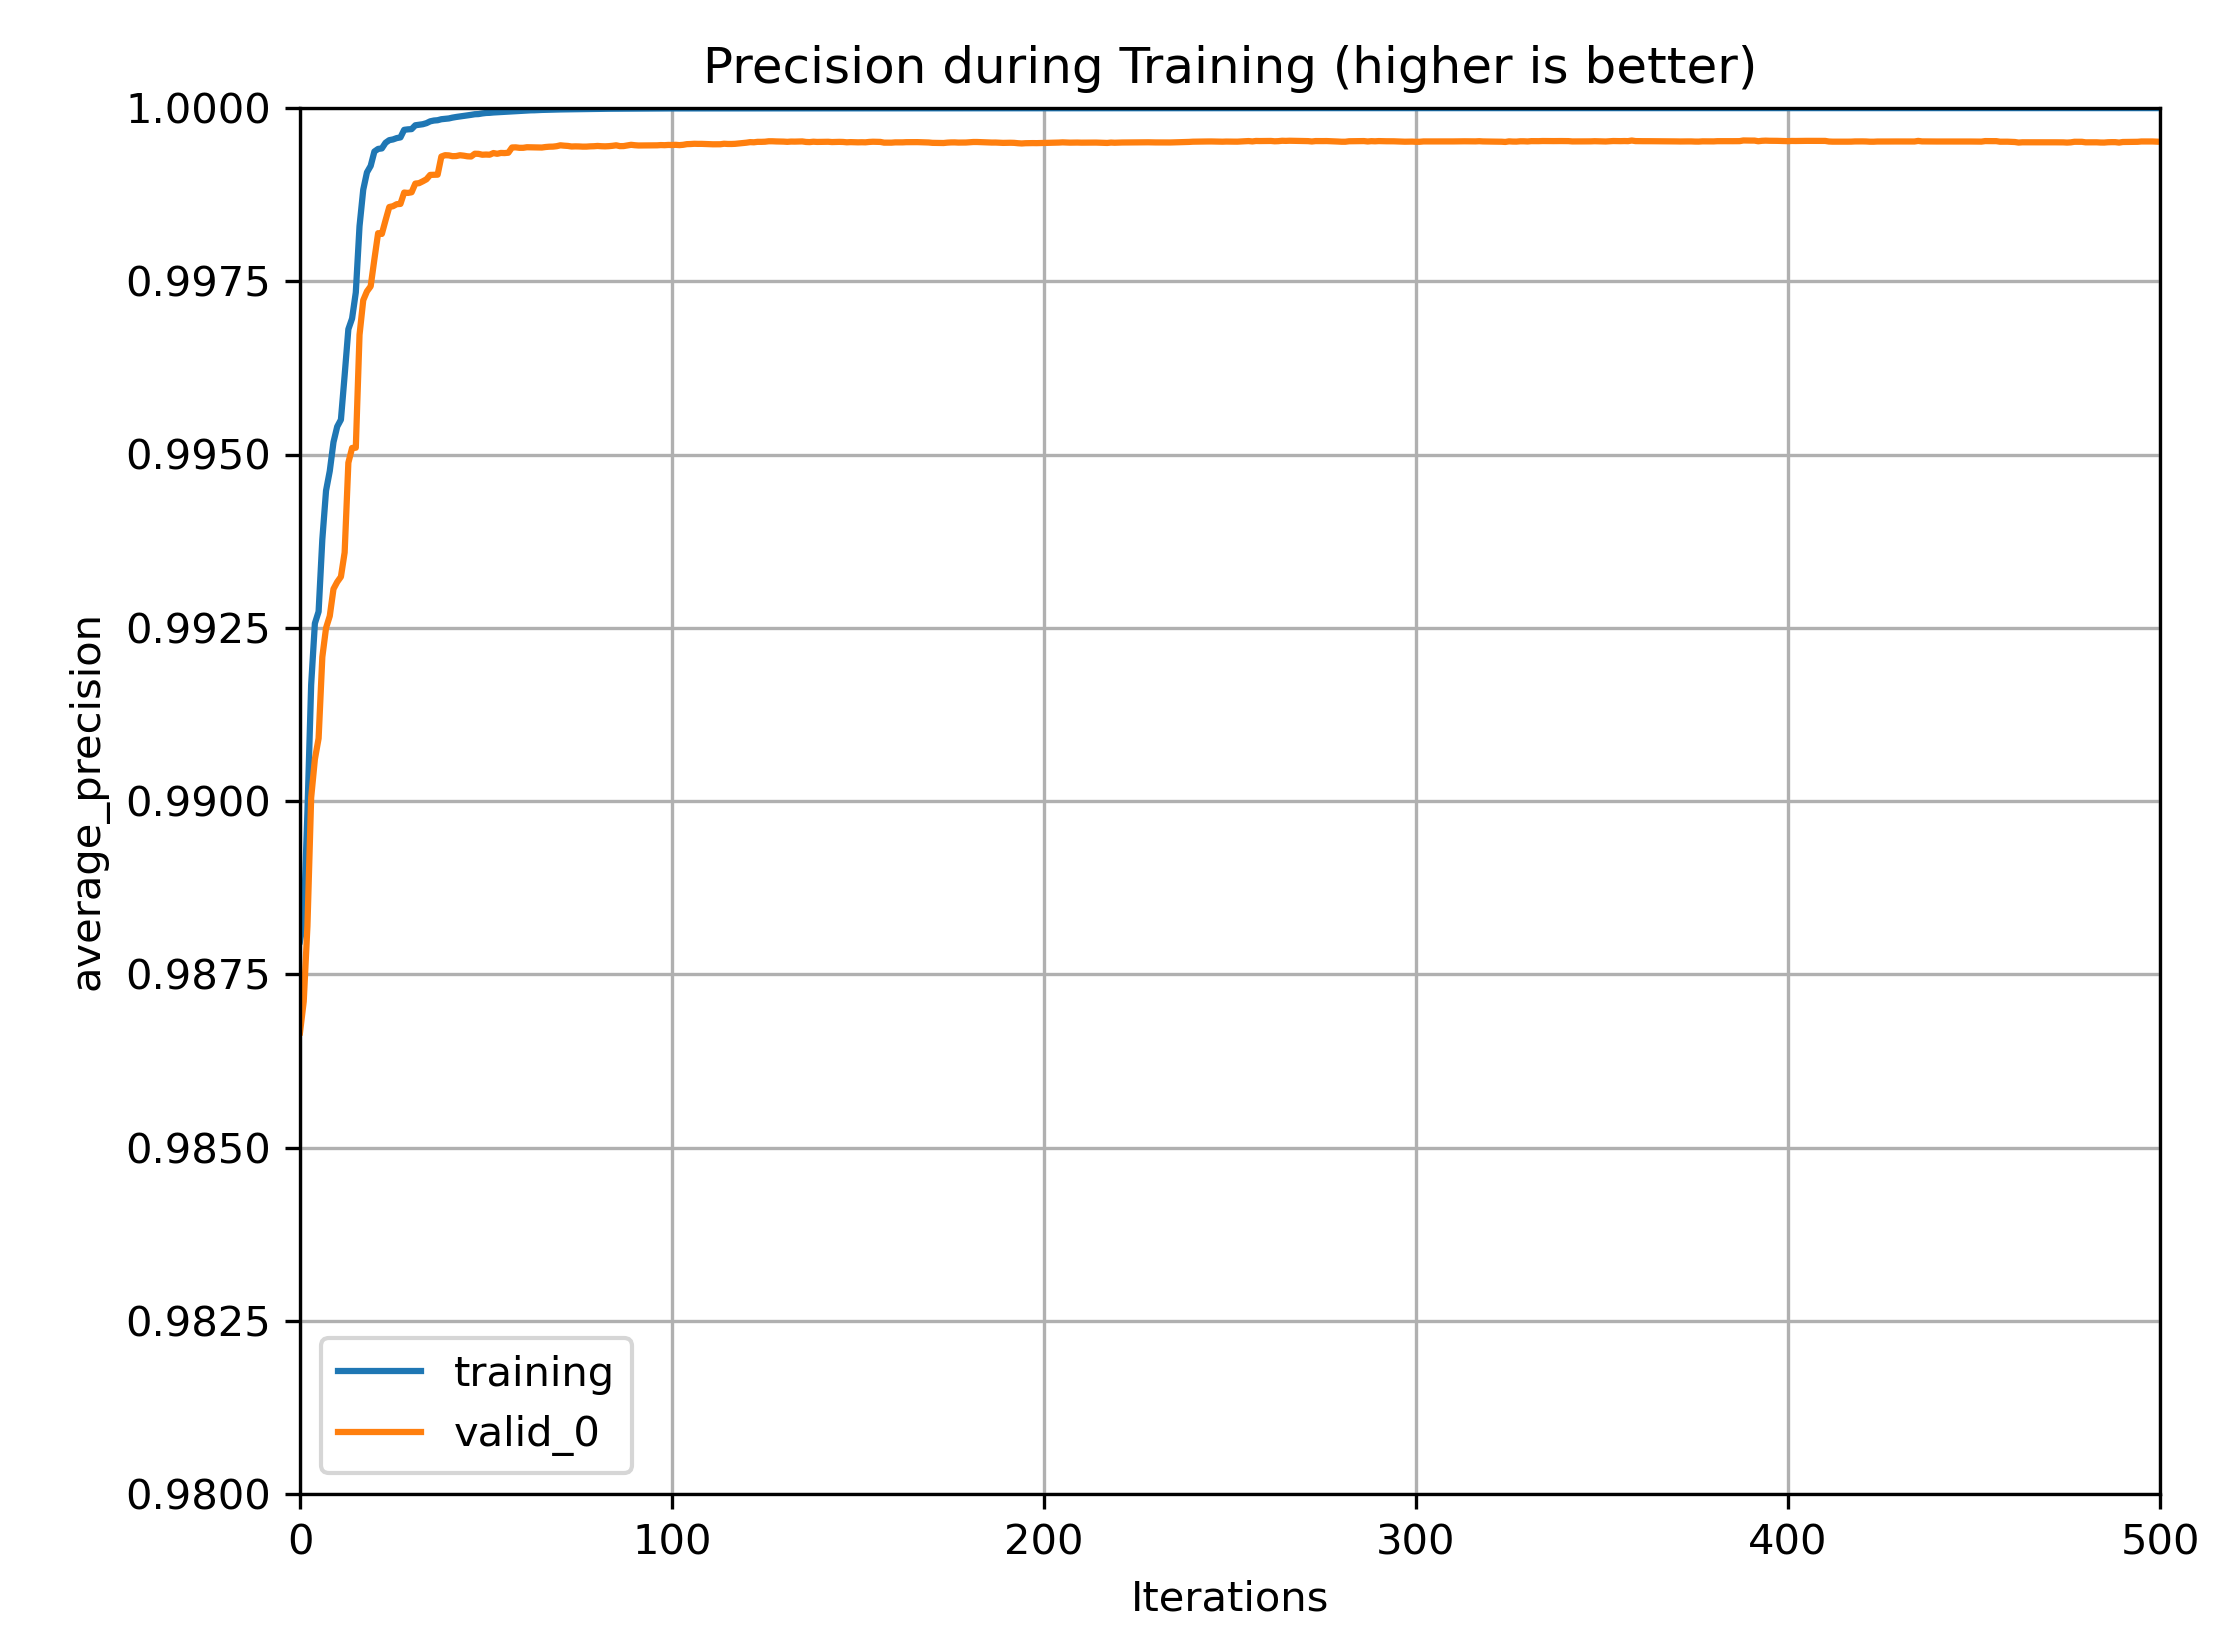 Precision during Training (higher is better)
1.0000
0.9975
0.9950
0.9925
0.9900
0.9875
0.9850
0.9825
0.9800
average_precision
training
valid_0
0 100 200 300 400 500
Iterations